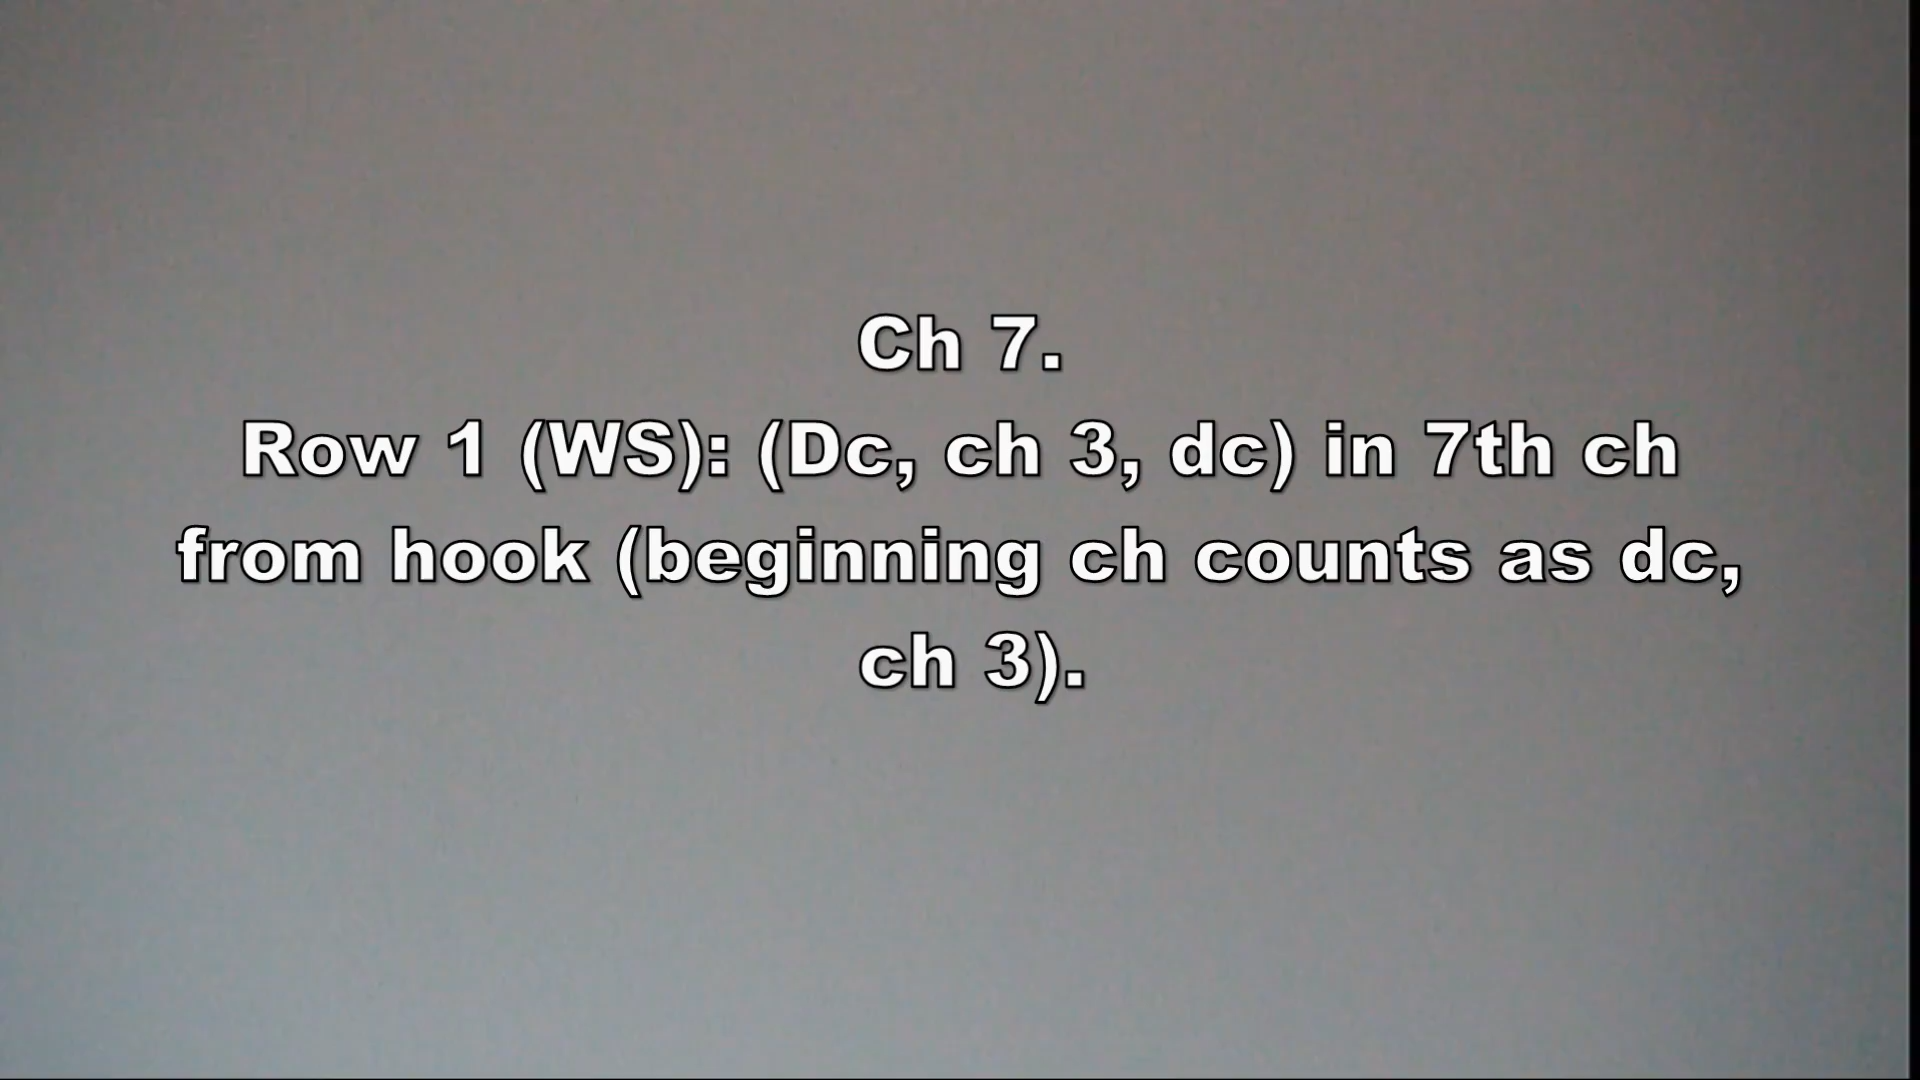 Ch 7.
Row 1 (WS): (Dc, ch 3, dc) in 7th ch
from hook (beginning ch counts as dc,
ch 3).